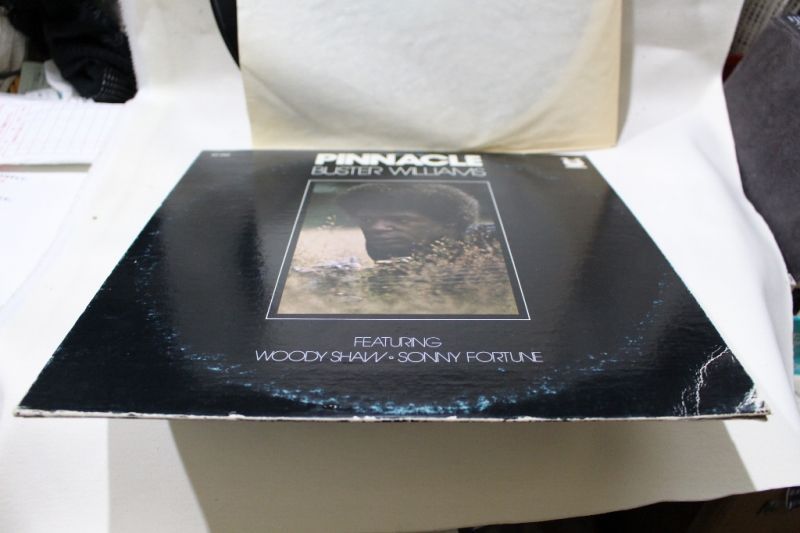 PINNACLE
BUSTER WILLIAMS
FEATURING
WOODY SHAW • SONNY FORTUNE